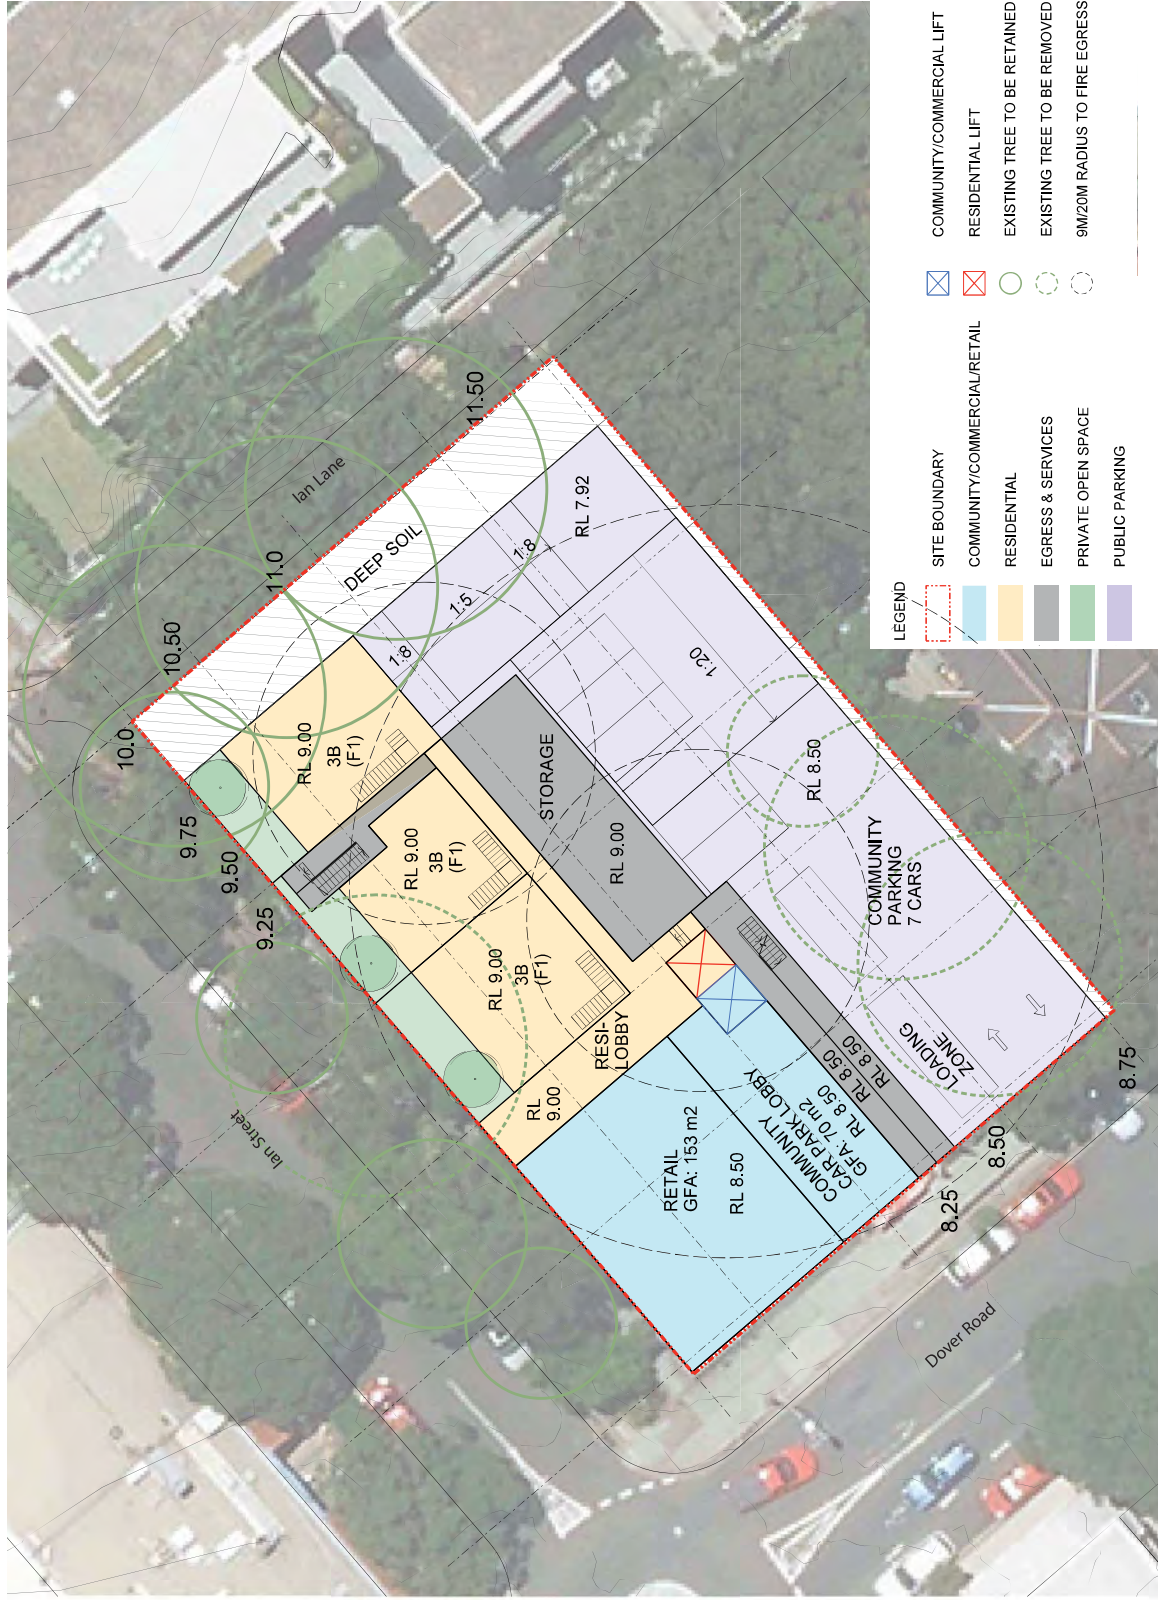 11.50
Ian Lane
11.0
DEEP SOIL
10.50
10.0
RL 7.92
1:8
1:5
1:8
1:20
RL 9.00
3B
(F1)
STORAGE
RL 9.00
9.75
9.50
9.25
RL 9.00
3B
(F1)
RL 9.00
3B
(F1)
RL 8.50
COMMUNITY
PARKING
7 CARS
RESI-
LOBBY
RL
9.00
LOADING
ZONE
RL 8.50
RL 8.50
COMMUNITY
CAR PARK LOBBY
GFA: 70 m2
RL 8.50
RETAIL
GFA: 153 m2
RL 8.50
Ian Street
8.75
8.50
8.25
Dover Road
LEGEND
SITE BOUNDARY
COMMUNITY/COMMERCIAL/RETAIL
RESIDENTIAL
EGRESS & SERVICES
PRIVATE OPEN SPACE
PUBLIC PARKING
COMMUNITY/COMMERCIAL LIFT
RESIDENTIAL LIFT
EXISTING TREE TO BE RETAINED
EXISTING TREE TO BE REMOVED
9M/20M RADIUS TO FIRE EGRESS